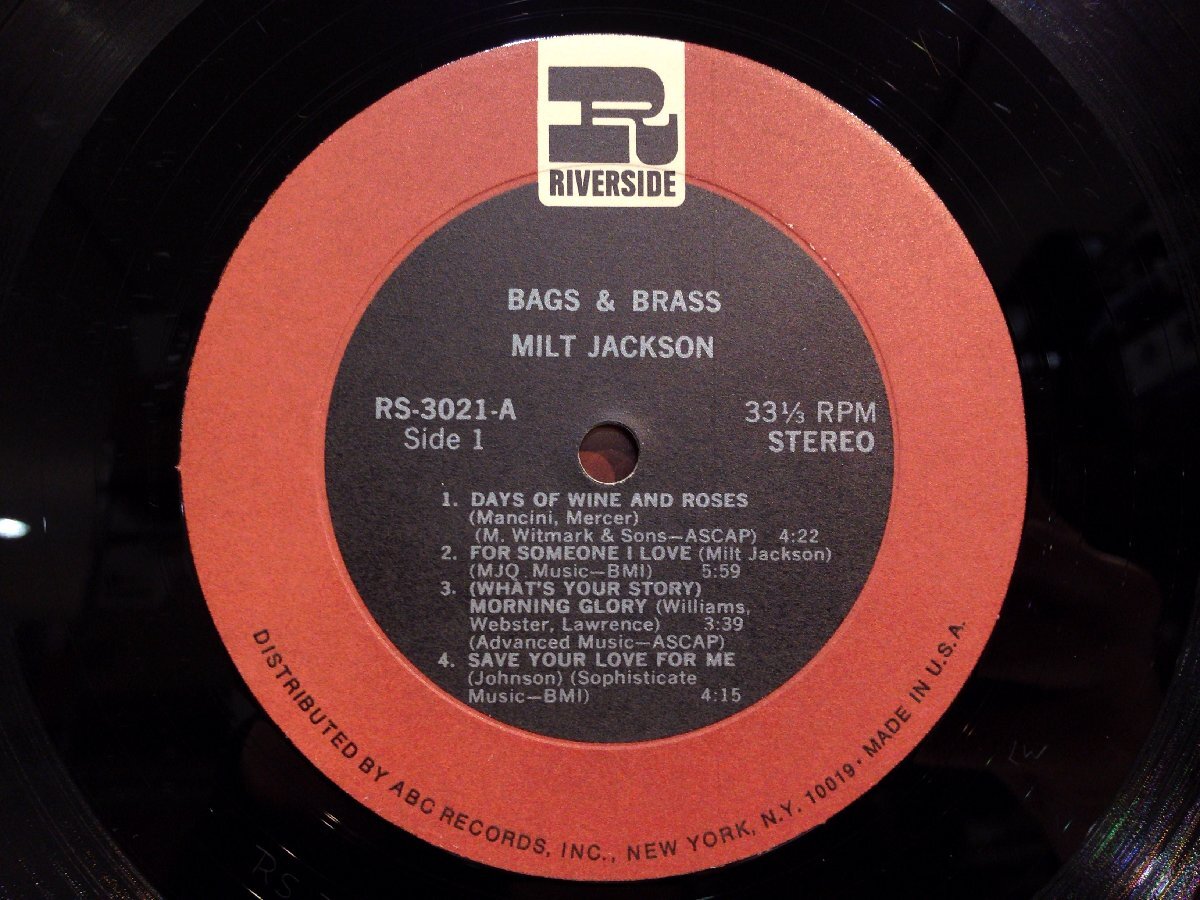 R
RIVERSIDE
BAGS & BRASS
MILT JACKSON
RS-3021-A
Side 1
33⅓ RPM
STEREO
1. DAYS OF WINE AND ROSES
(Mancini, Mercer)
(M. Witmark & Sons—ASCAP) 4:22
2. FOR SOMEONE I LOVE (Milt Jackson)
(MJQ Music—BMI) 5:59
3. (WHAT'S YOUR STORY)
MORNING GLORY (Williams,
Webster, Lawrence) 3:39
(Advanced Music—ASCAP)
4. SAVE YOUR LOVE FOR ME
(Johnson) (Sophisticate
Music—BMI) 4:15
DISTRIBUTED BY ABC RECORDS, INC., NEW YORK, N.Y. 10019 · MADE IN U.S.A.
LW
RS